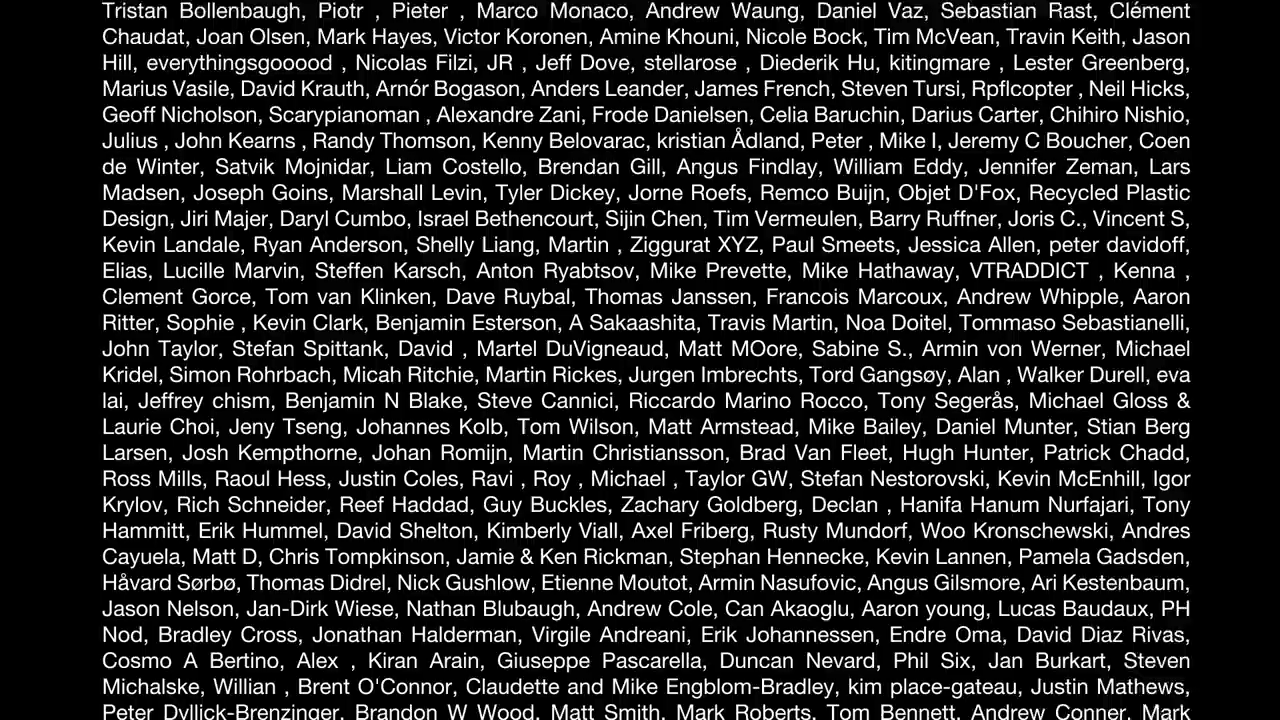 Tristan Bollenbaugh, Piotr , Pieter , Marco Monaco, Andrew Waung, Daniel Vaz, Sebastian Rast, Clément
Chaudat, Joan Olsen, Mark Hayes, Victor Koronen, Amine Khouni, Nicole Bock, Tim McVean, Travin Keith, Jason
Hill, everythingsgooood , Nicolas Filzi, JR , Jeff Dove, stellarose , Diederik Hu, kitingmare , Lester Greenberg,
Marius Vasile, David Krauth, Arnór Bogason, Anders Leander, James French, Steven Tursi, Rpflcopter , Neil Hicks,
Geoff Nicholson, Scarypianoman , Alexandre Zani, Frode Danielsen, Celia Baruchin, Darius Carter, Chihiro Nishio,
Julius , John Kearns , Randy Thomson, Kenny Belovarac, kristian Ådland, Peter , Mike I, Jeremy C Boucher, Coen
de Winter, Satvik Mojnidar, Liam Costello, Brendan Gill, Angus Findlay, William Eddy, Jennifer Zeman, Lars
Madsen, Joseph Goins, Marshall Levin, Tyler Dickey, Jorne Roefs, Remco Buijn, Objet D'Fox, Recycled Plastic
Design, Jiri Majer, Daryl Cumbo, Israel Bethencourt, Sijin Chen, Tim Vermeulen, Barry Ruffner, Joris C., Vincent S,
Kevin Landale, Ryan Anderson, Shelly Liang, Martin , Ziggurat XYZ, Paul Smeets, Jessica Allen, peter davidoff,
Elias, Lucille Marvin, Steffen Karsch, Anton Ryabtsov, Mike Prevette, Mike Hathaway, VTRADDICT , Kenna ,
Clement Gorce, Tom van Klinken, Dave Ruybal, Thomas Janssen, Francois Marcoux, Andrew Whipple, Aaron
Ritter, Sophie , Kevin Clark, Benjamin Esterson, A Sakaashita, Travis Martin, Noa Doitel, Tommaso Sebastianelli,
John Taylor, Stefan Spittank, David , Martel DuVigneaud, Matt MOore, Sabine S., Armin von Werner, Michael
Kridel, Simon Rohrbach, Micah Ritchie, Martin Rickes, Jurgen Imbrechts, Tord Gangsøy, Alan , Walker Durell, eva
lai, Jeffrey chism, Benjamin N Blake, Steve Cannici, Riccardo Marino Rocco, Tony Segerås, Michael Gloss &
Laurie Choi, Jeny Tseng, Johannes Kolb, Tom Wilson, Matt Armstead, Mike Bailey, Daniel Munter, Stian Berg
Larsen, Josh Kempthorne, Johan Romijn, Martin Christiansson, Brad Van Fleet, Hugh Hunter, Patrick Chadd,
Ross Mills, Raoul Hess, Justin Coles, Ravi , Roy , Michael , Taylor GW, Stefan Nestorovski, Kevin McEnhill, Igor
Krylov, Rich Schneider, Reef Haddad, Guy Buckles, Zachary Goldberg, Declan , Hanifa Hanum Nurfajari, Tony
Hammitt, Erik Hummel, David Shelton, Kimberly Viall, Axel Friberg, Rusty Mundorf, Woo Kronschewski, Andres
Cayuela, Matt D, Chris Tompkinson, Jamie & Ken Rickman, Stephan Hennecke, Kevin Lannen, Pamela Gadsden,
Håvard Sørbø, Thomas Didrel, Nick Gushlow, Etienne Moutot, Armin Nasufovic, Angus Gilsmore, Ari Kestenbaum,
Jason Nelson, Jan-Dirk Wiese, Nathan Blubaugh, Andrew Cole, Can Akaoglu, Aaron young, Lucas Baudaux, PH
Nod, Bradley Cross, Jonathan Halderman, Virgile Andreani, Erik Johannessen, Endre Oma, David Diaz Rivas,
Cosmo A Bertino, Alex , Kiran Arain, Giuseppe Pascarella, Duncan Nevard, Phil Six, Jan Burkart, Steven
Michalske, Willian , Brent O'Connor, Claudette and Mike Engblom-Bradley, kim place-gateau, Justin Mathews,
Peter Dyllick-Brenzinger, Brandon W Wood, Matt Smith, Mark Roberts, Tom Bennett, Andrew Conner, Mark